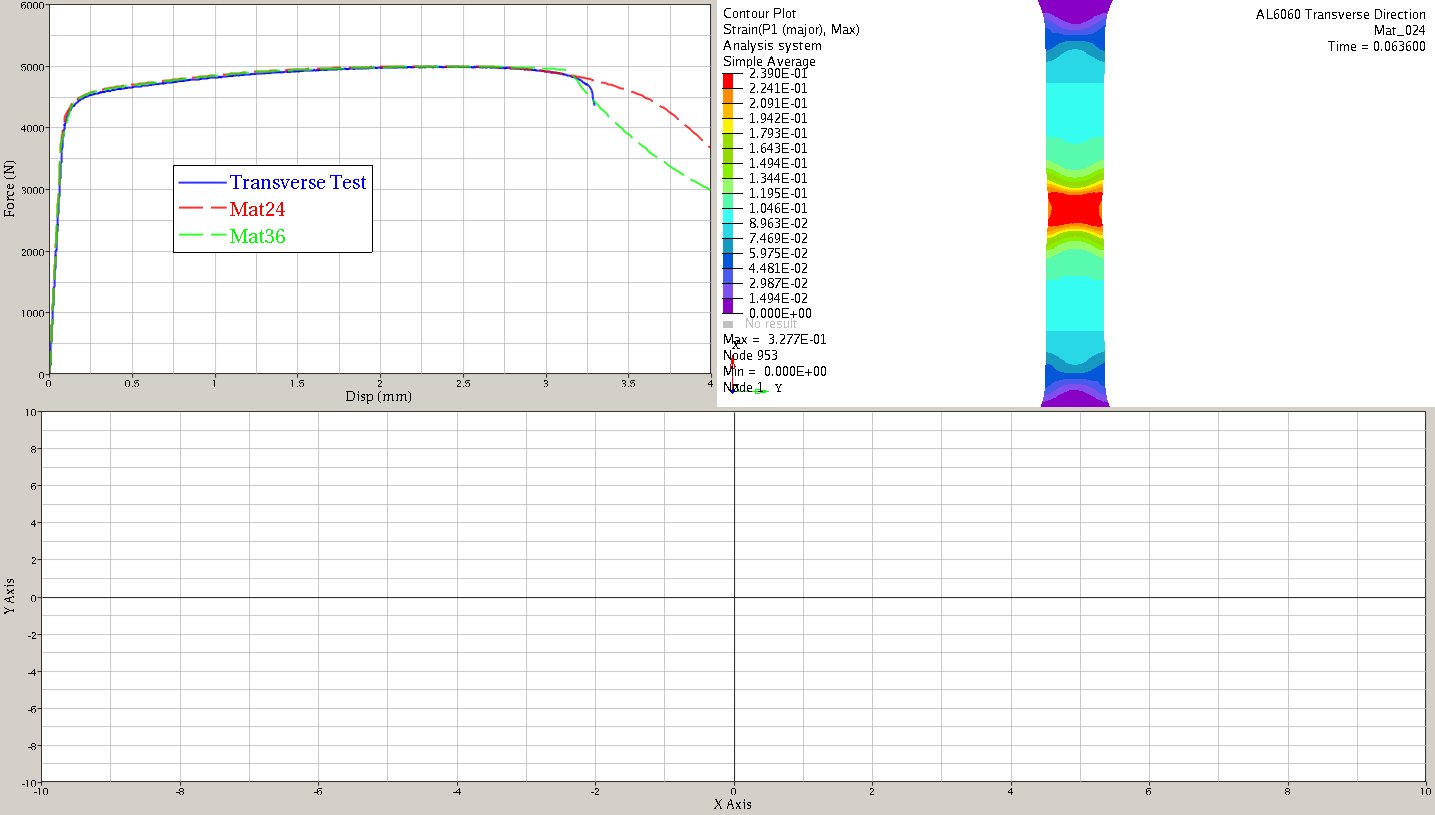 6000
5000
4000
3000
2000
1000
0
Force (N)
0 0.5 1 1.5 2 2.5 3 3.5 4
Disp (mm)
Transverse Test
Mat24
Mat36
Contour Plot
Strain(P1 (major), Max)
Analysis system
Simple Average
2.390E-01
2.241E-01
2.091E-01
1.942E-01
1.793E-01
1.643E-01
1.494E-01
1.344E-01
1.195E-01
1.046E-01
8.963E-02
7.469E-02
5.975E-02
4.481E-02
2.987E-02
1.494E-02
0.000E+00
No result
Max = 3.277E-01
X
Node 953
Min = 0.000E+00
Node 1
Y
AL6060 Transverse Direction
Mat_024
Time = 0.063600
10
8
6
4
2
0
-2
-4
-6
-8
-10
Y Axis
-10 -8 -6 -4 -2 0 2 4 6 8 10
X Axis